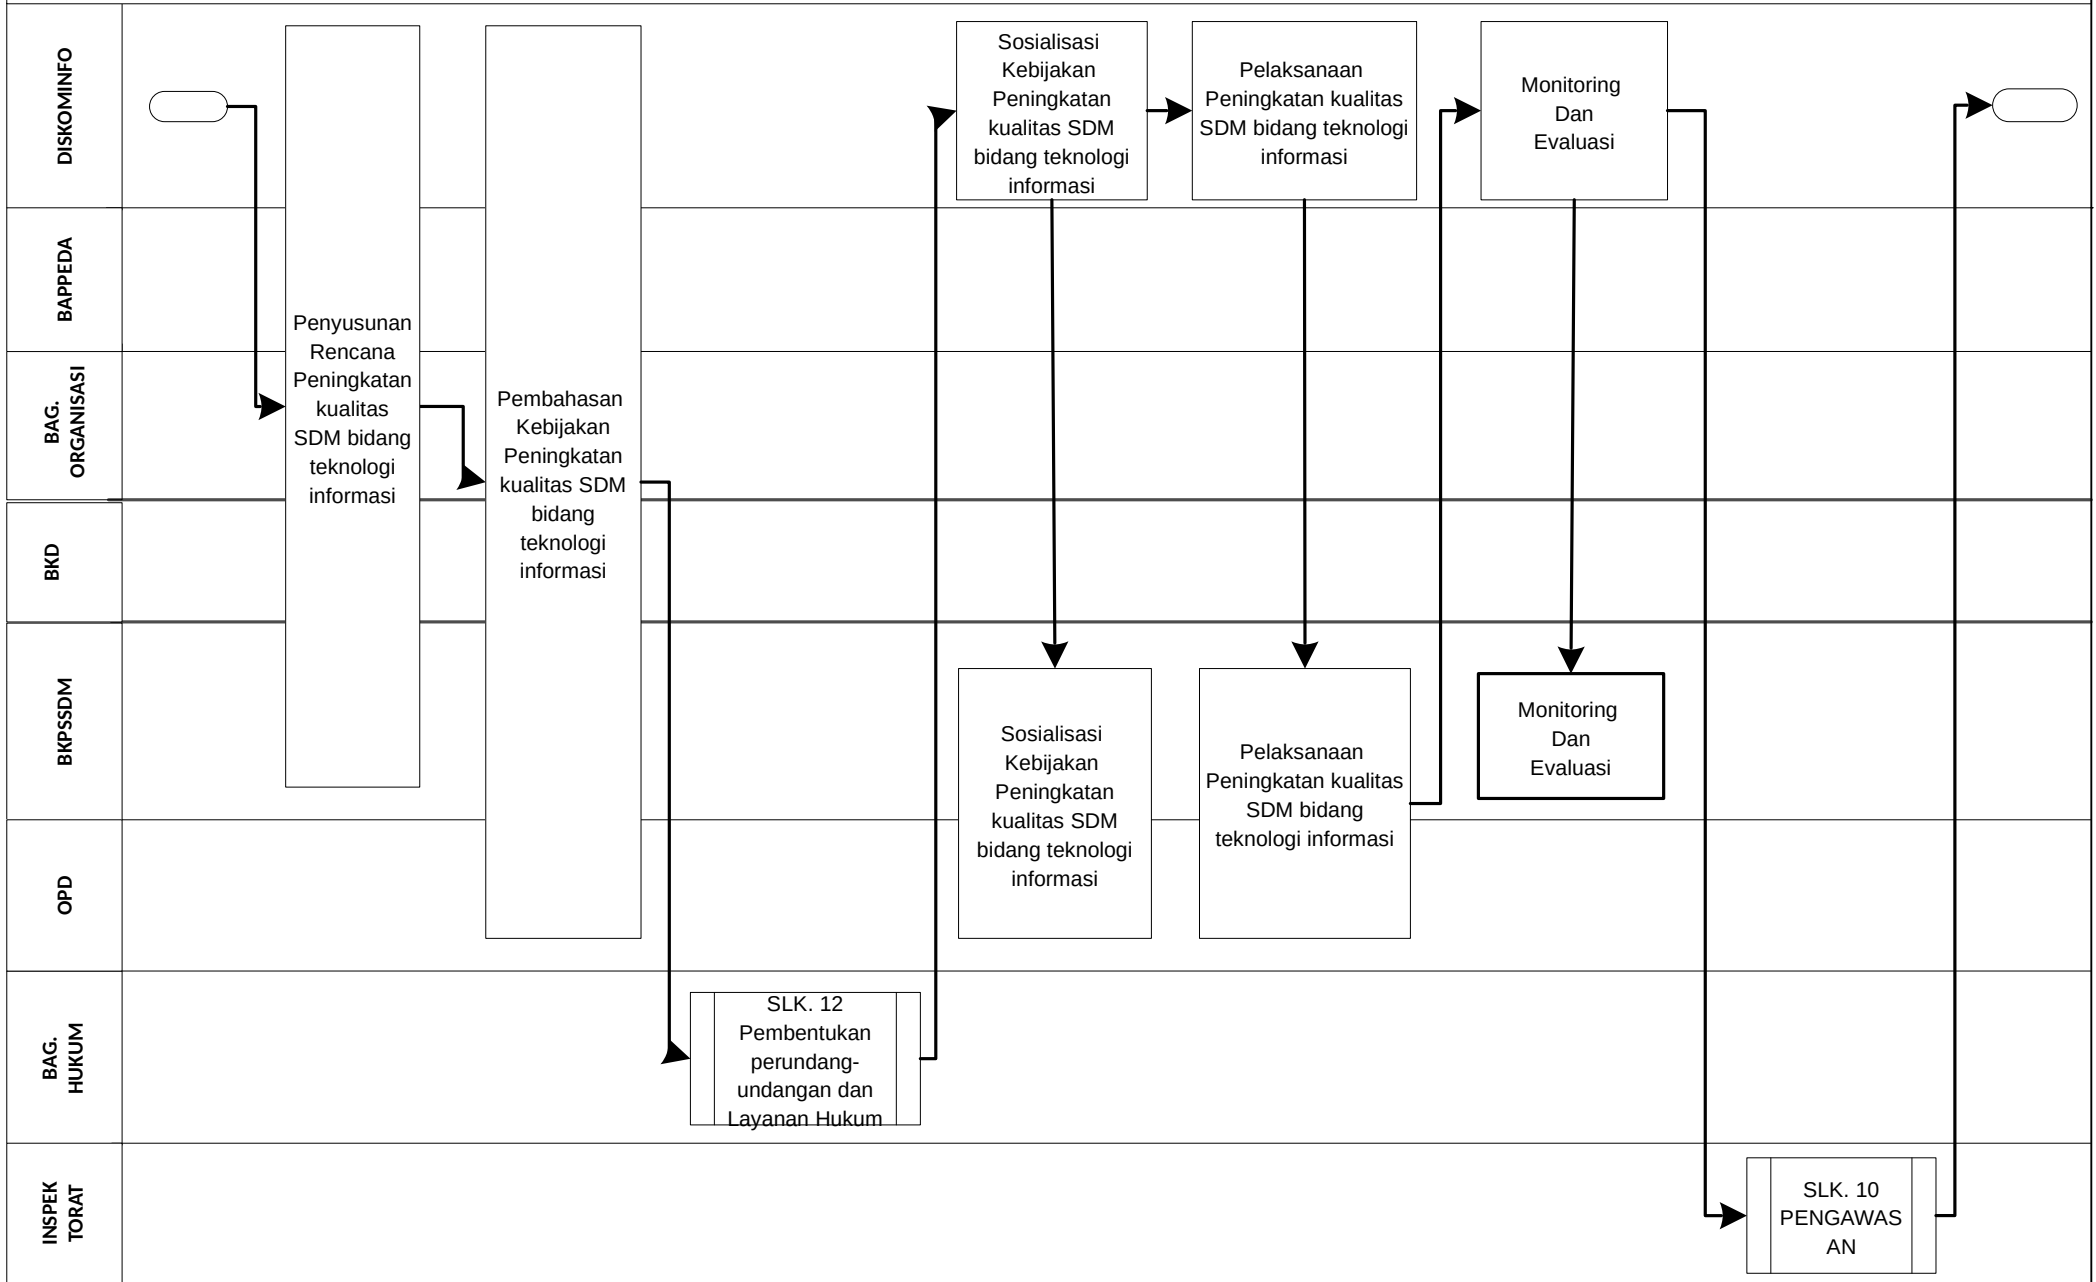 DISKOMINFO
BAPPEDA
BAG.
ORGANISASI
BKD
BKPSSDM
OPD
BAG.
HUKUM
INSPEK
TORAT
Penyusunan
Rencana
Peningkatan
kualitas
SDM bidang
teknologi
informasi
Pembahasan
Kebijakan
Peningkatan
kualitas SDM
bidang
teknologi
informasi
SLK. 12
Pembentukan
perundang-
undangan dan
Layanan Hukum
Sosialisasi
Kebijakan
Peningkatan
kualitas SDM
bidang teknologi
informasi
Pelaksanaan
Peningkatan kualitas
SDM bidang teknologi
informasi
Monitoring
Dan
Evaluasi
Sosialisasi
Kebijakan
Peningkatan
kualitas SDM
bidang teknologi
informasi
Pelaksanaan
Peningkatan kualitas
SDM bidang
teknologi informasi
Monitoring
Dan
Evaluasi
SLK. 10
PENGAWAS
AN